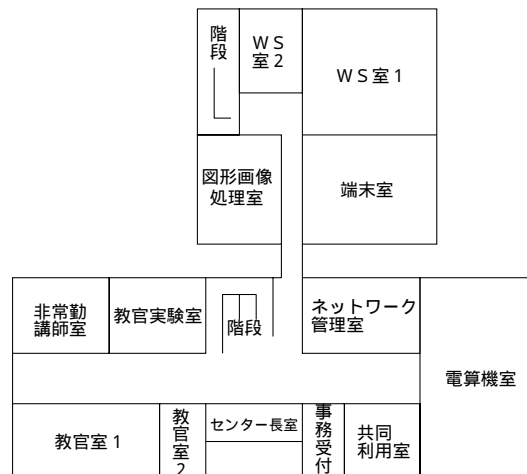 階段
WS
室2
WS室1
図形画像
処理室
端末室
非常勤
講師室
教官実験室
階段
ネットワーク
管理室
電算機室
教官室1
教官室2
センター長室
事務受付
共同
利用室